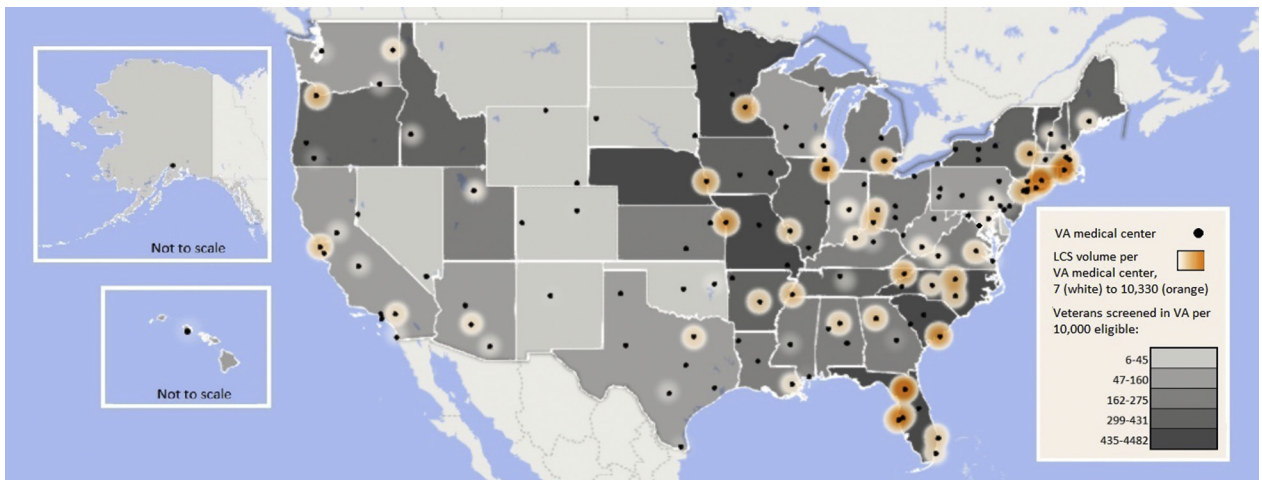 Not to scale
Not to scale
VA medical center
LCS volume per
VA medical center,
7 (white) to 10,330 (orange)
Veterans screened in VA per
10,000 eligible:
6-45
47-160
162-275
299-431
435-4482